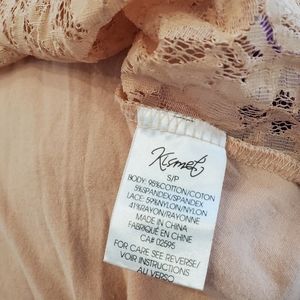 Kismet
S/P
BODY: 95%COTTON/COTON
5%SPANDEX/SPANDEX
LACE: 59%NYLON/NYLON
41%RAYON/RAYONNE
MADE IN CHINA
FABRIQUÉ EN CHINE
CA# 02595
FOR CARE SEE REVERSE/
VOIR INSTRUCTIONS
AU VERSO